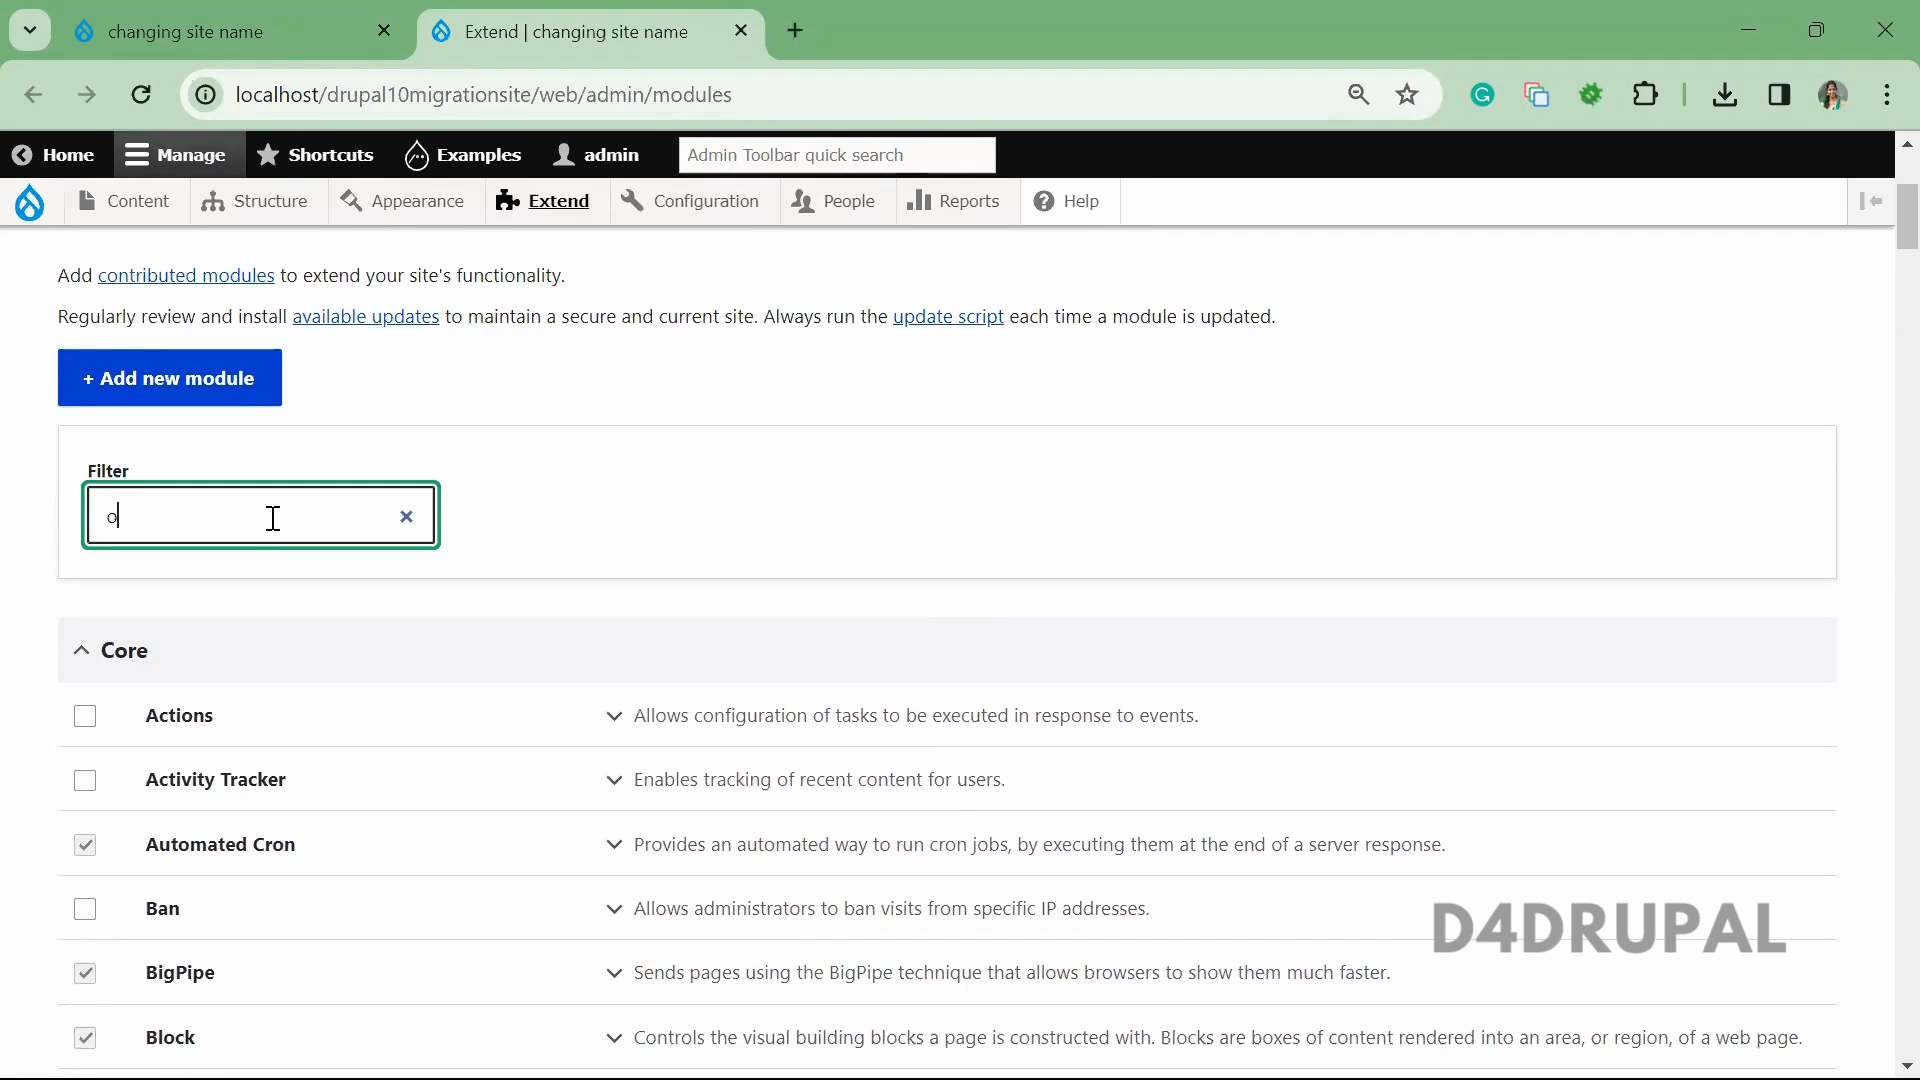 changing site name
Extend | changing site name
localhost/drupal10migrationsite/web/admin/modules
Home Manage Shortcuts Examples admin Admin Toolbar quick search
Content Structure Appearance Extend Configuration People Reports Help
Add contributed modules to extend your site's functionality.
Regularly review and install available updates to maintain a secure and current site. Always run the update script each time a module is updated.
+ Add new module
Filter
o
Core
Actions Allows configuration of tasks to be executed in response to events.
Activity Tracker Enables tracking of recent content for users.
Automated Cron Provides an automated way to run cron jobs, by executing them at the end of a server response.
Ban Allows administrators to ban visits from specific IP addresses.
D4DRUPAL
BigPipe Sends pages using the BigPipe technique that allows browsers to show them much faster.
Block Controls the visual building blocks a page is constructed with. Blocks are boxes of content rendered into an area, or region, of a web page.